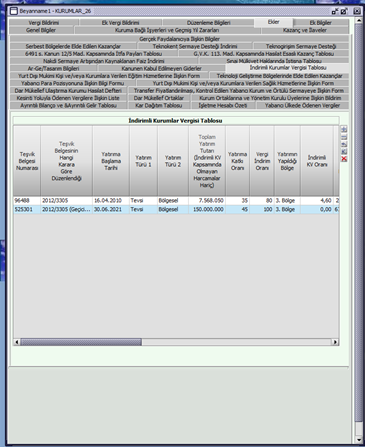 Beyanname1 - KURUMLAR_26
Vergi Bildirimi Ek Vergi Bildirimi Düzenleme Bilgileri Ekler Ek Bilgiler
Genel Bilgiler Kuruma Bağlı İşyerleri ve Geçmiş Yıl Zararları Kazanç ve İlaveler
Gerçek Faydalanıcıya İlişkin Bilgiler
Serbest Bölgelerde Elde Edilen Kazançlar Teknokent Sermaye Desteği İndirimi Teknogirişim Sermaye Desteği
6491 s. Kanun 12/5 Mad. Kapsamında İtfa Payları Tablosu G.V.K. 113. Mad. Kapsamında Hasılat Esaslı Kazanç Tablosu
Nakdi Sermaye Artışından Kaynaklanan Faiz İndirimi Sınai Mülkiyet Haklarında İstisna Tablosu
Ar-Ge/Tasarım Bilgileri Kanunen Kabul Edilmeyen Giderler İndirimli Kurumlar Vergisi Tablosu
Yurt Dışı Mukim Kişi ve/veya Kurumlara Verilen Eğitim Hizmetlerine İlişkin Form Teknoloji Geliştirme Bölgelerinde Elde Edilen Kazançlar
Yabancı Para Pozisyonuna İlişkin Bilgi Formu Yurt Dışı Mukim Kişi ve/veya Kurumlara Verilen Sağlık Hizmetlerine İlişkin Form
Dar Mükellef Ulaştırma Kurumu Hasılat Defteri Transfer Fiyatlandırılması, Kontrol Edilen Yabancı Kurum ve Örtülü Sermayeye İlişkin Form
Kesinti Yoluyla Ödenen Vergilere İlişkin Liste Dar Mükellef Ortaklar Kurum Ortaklarına ve Yönetim Kurulu Üyelerine İlişkin Bildirim
Ayrıntılı Bilanço ve &Ayrıntılı Gelir Tablosu Kar Dağıtım Tablosu İşletme Hesabı Özeti Yabancı Ülkede Ödenen Vergiler
İndirimli Kurumlar Vergisi Tablosu
Teşvik Belgesi Numarası Teşvik Belgesinin Hangi Karara Göre Düzenlendiği Yatırıma Başlama Tarihi Yatırım Türü 1 Yatırım Türü 2 Toplam Yatırım Tutarı (İndirimli KV Kapsamında Olmayan Harcamalar Hariç) Yatırıma Katkı Oranı Vergi İndirim Oranı Yatırımın Yapıldığı Bölge İndirimli KV Oranı
96488 2012/3305 16.04.2010 Tevsi Bölgesel 7.568.050 35 80 3. Bölge 4,60 2
525301 2012/3305 (Geçici... 30.06.2021 Tevsi Bölgesel 150.000.000 45 100 3. Bölge 0,00 6